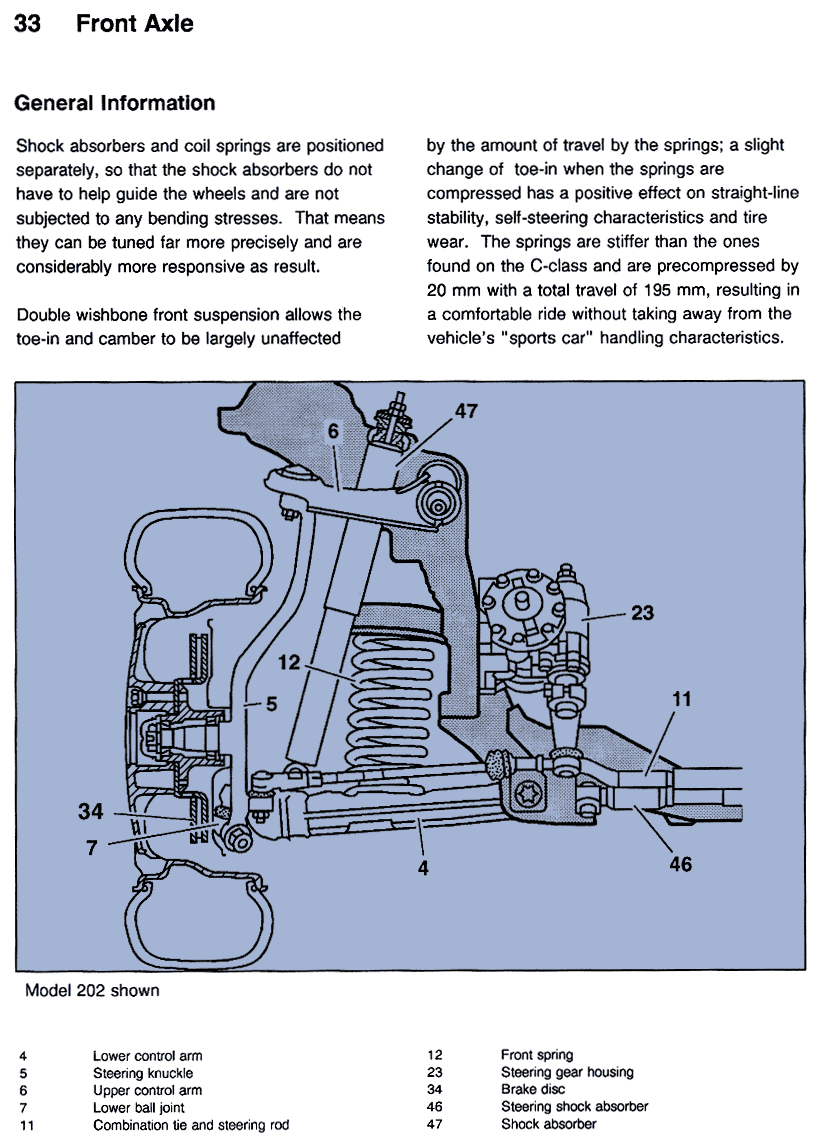 33 Front Axle
General Information
Shock absorbers and coil springs are positioned
separately, so that the shock absorbers do not
have to help guide the wheels and are not
subjected to any bending stresses. That means
they can be tuned far more precisely and are
considerably more responsive as result.
Double wishbone front suspension allows the
toe-in and camber to be largely unaffected
by the amount of travel by the springs; a slight
change of toe-in when the springs are
compressed has a positive effect on straight-line
stability, self-steering characteristics and tire
wear. The springs are stiffer than the ones
found on the C-class and are precompressed by
20 mm with a total travel of 195 mm, resulting in
a comfortable ride without taking away from the
vehicle's "sports car" handling characteristics.
47
6
23
12
11
5
34
7
4
46
Model 202 shown
4 Lower control arm
5 Steering knuckle
6 Upper control arm
7 Lower ball joint
11 Combination tie and steering rod
12 Front spring
23 Steering gear housing
34 Brake disc
46 Steering shock absorber
47 Shock absorber